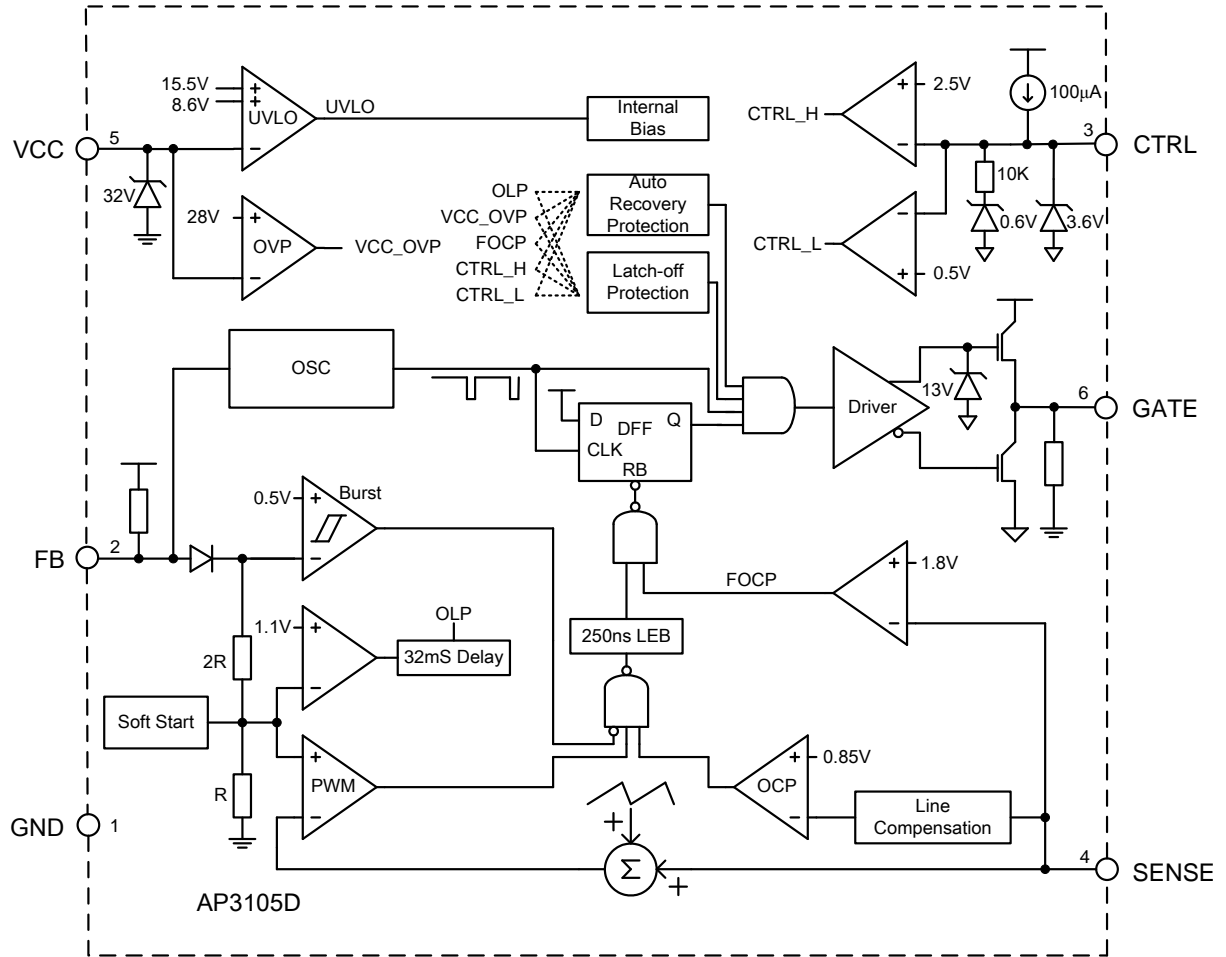 15.5V
8.6V
UVLO
UVLO
Internal
Bias
2.5V
CTRL_H
100µA
VCC
5
3
CTRL
32V
28V
OVP
VCC_OVP
OLP
VCC_OVP
FOCP
CTRL_H
CTRL_L
Auto
Recovery
Protection
Latch-off
Protection
10K
0.6V
3.6V
CTRL_L
0.5V
OSC
D
DFF
Q
CLK
RB
Driver
13V
6
GATE
0.5V
Burst
FB
2
FOCP
1.8V
1.1V
OLP
32mS Delay
250ns LEB
2R
Soft Start
PWM
R
OCP
0.85V
Line
Compensation
GND
1
Σ
4
SENSE
AP3105D